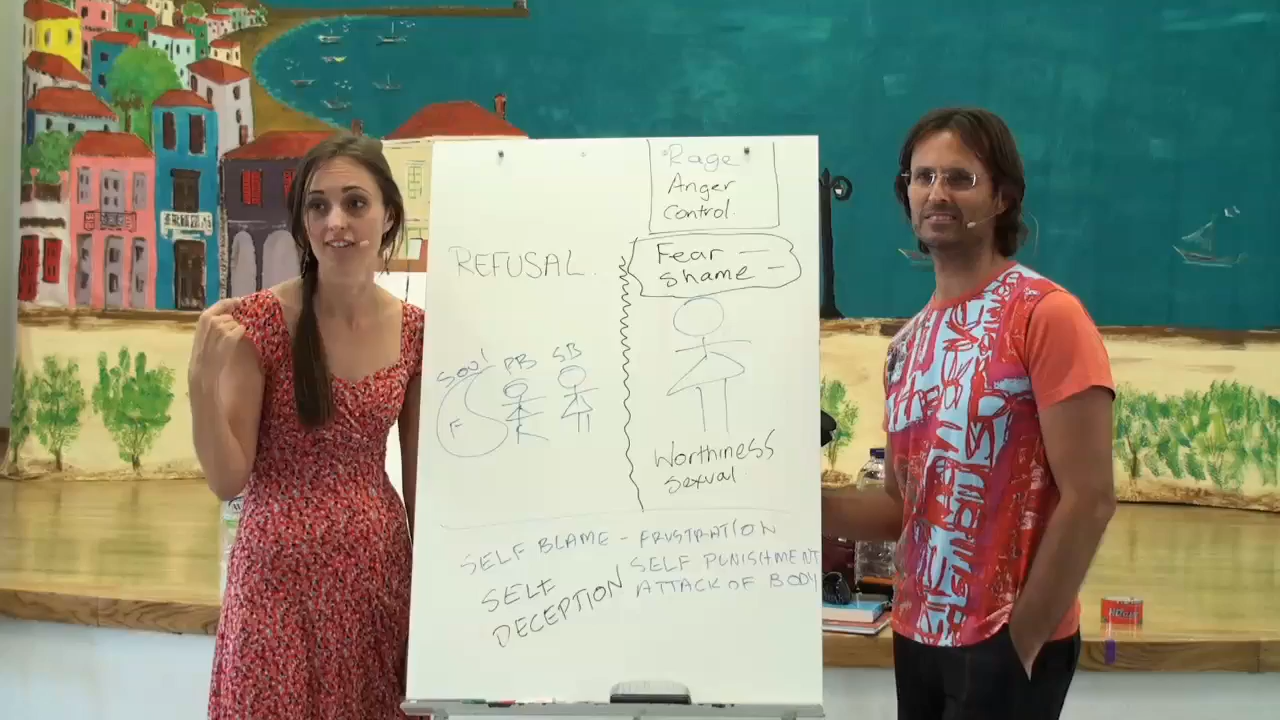 Rage
Anger
Control.
Fear —
Shame —
REFUSAL.
Soul PB SB
F
Worthiness
Sexual.
SELF BLAME - FRUSTRATION
SELF DECEPTION
SELF PUNISHMENT
ATTACK OF BODY